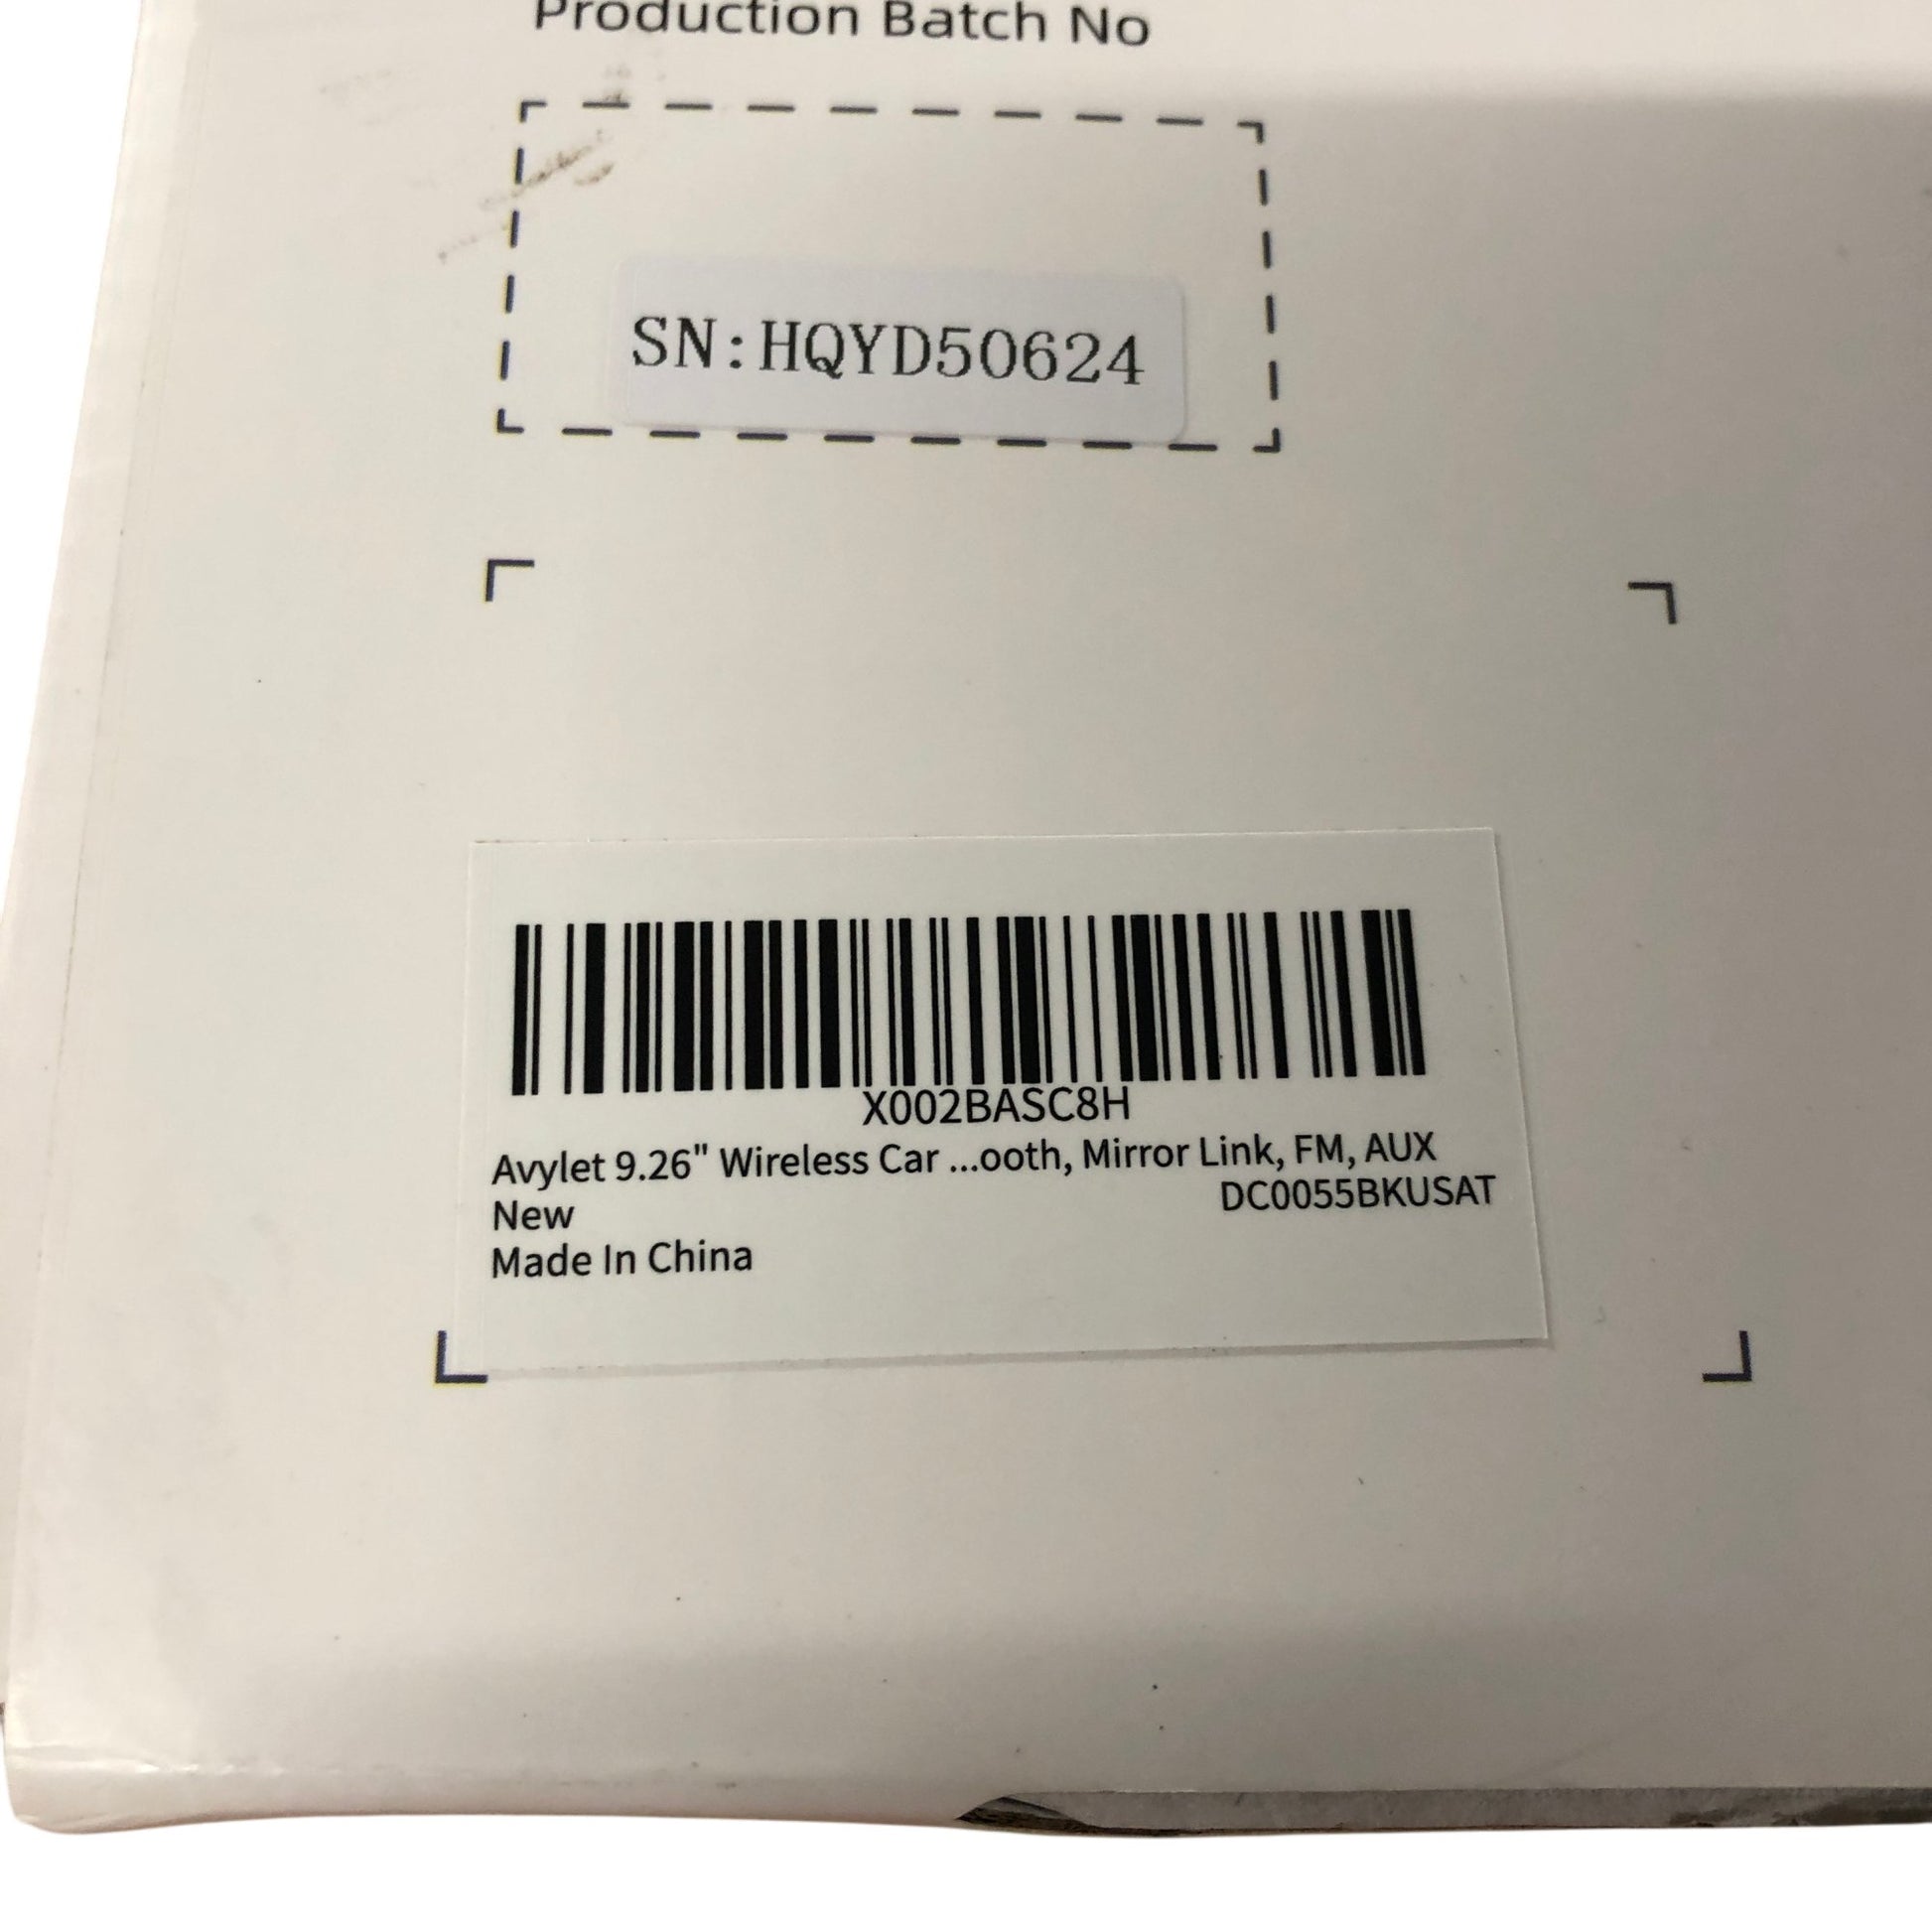 Production Batch No
SN:HQYD50624
X002BASC8H
Avylet 9.26" Wireless Car ...ooth, Mirror Link, FM, AUX
DC0055BKUSAT
New
Made In China